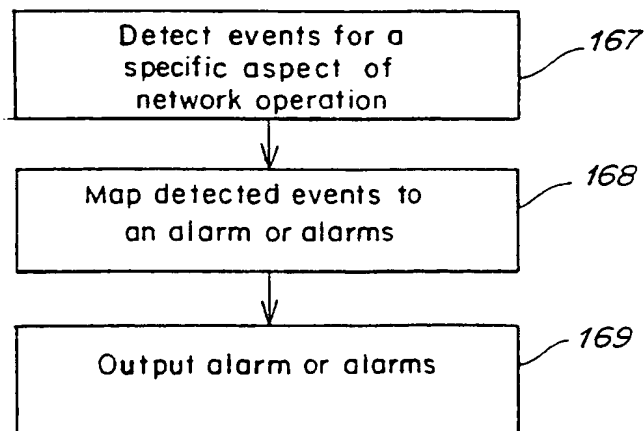 Detect events for a
specific aspect of
network operation
167
Map detected events to
an alarm or alarms
168
Output alarm or alarms
169